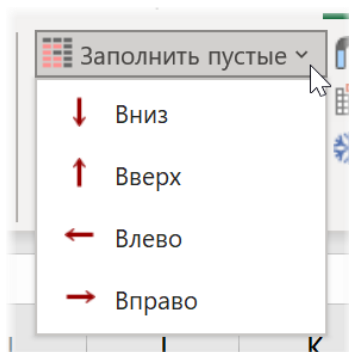 Заполнить пустые
Вниз
Вверх
Влево
Вправо
K